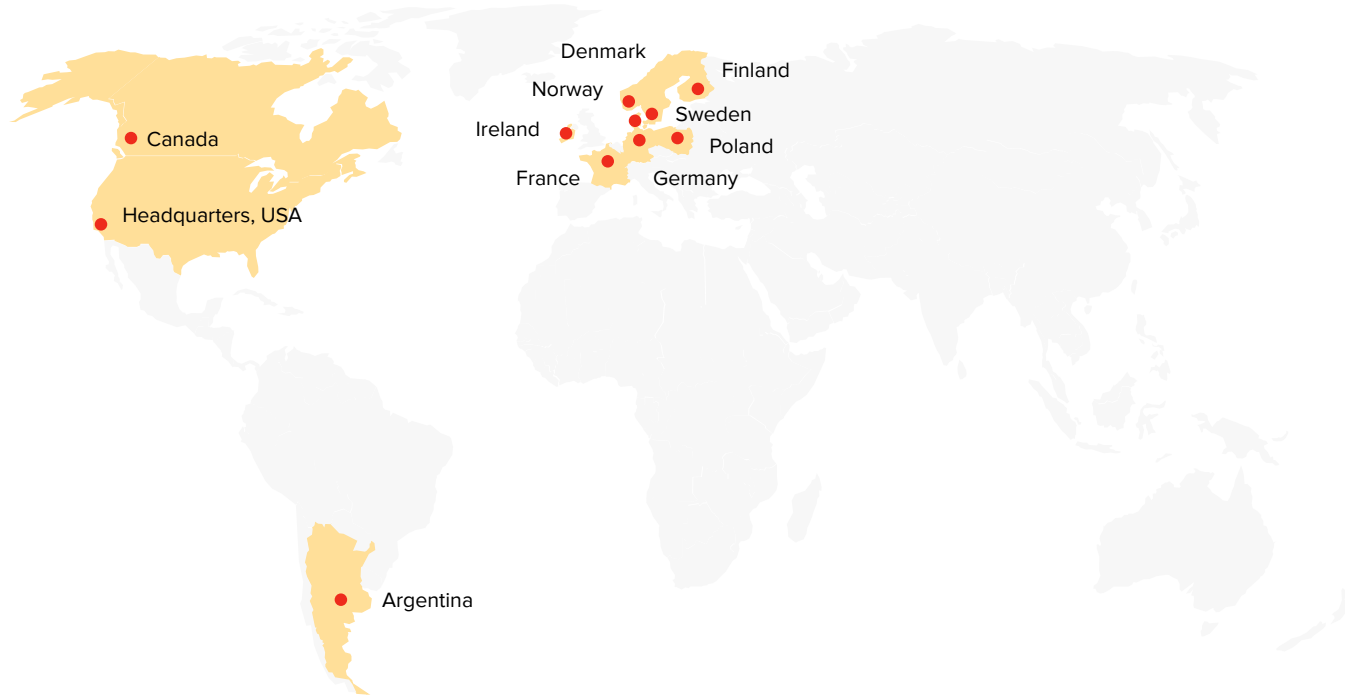 Denmark
Finland
Norway
Sweden
Ireland
Canada
Poland
France
Germany
Headquarters, USA
Argentina